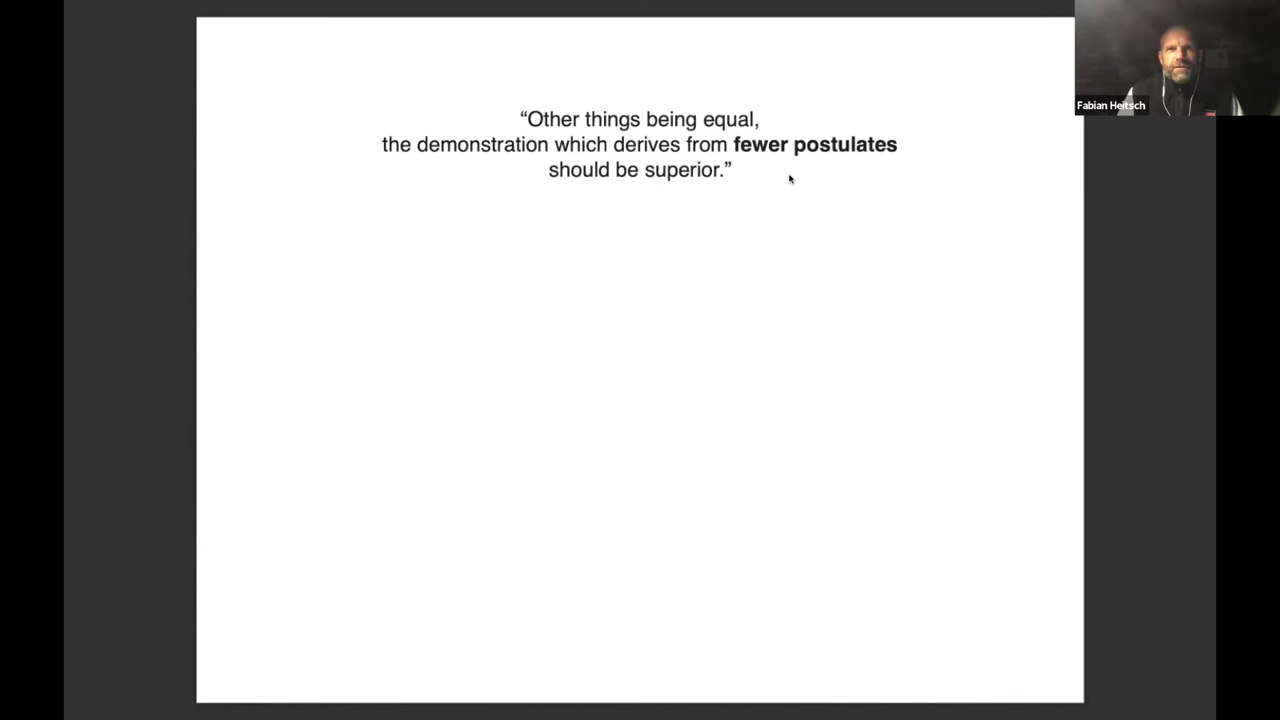 “Other things being equal,
the demonstration which derives from fewer postulates
should be superior.”
Fabian Heitsch